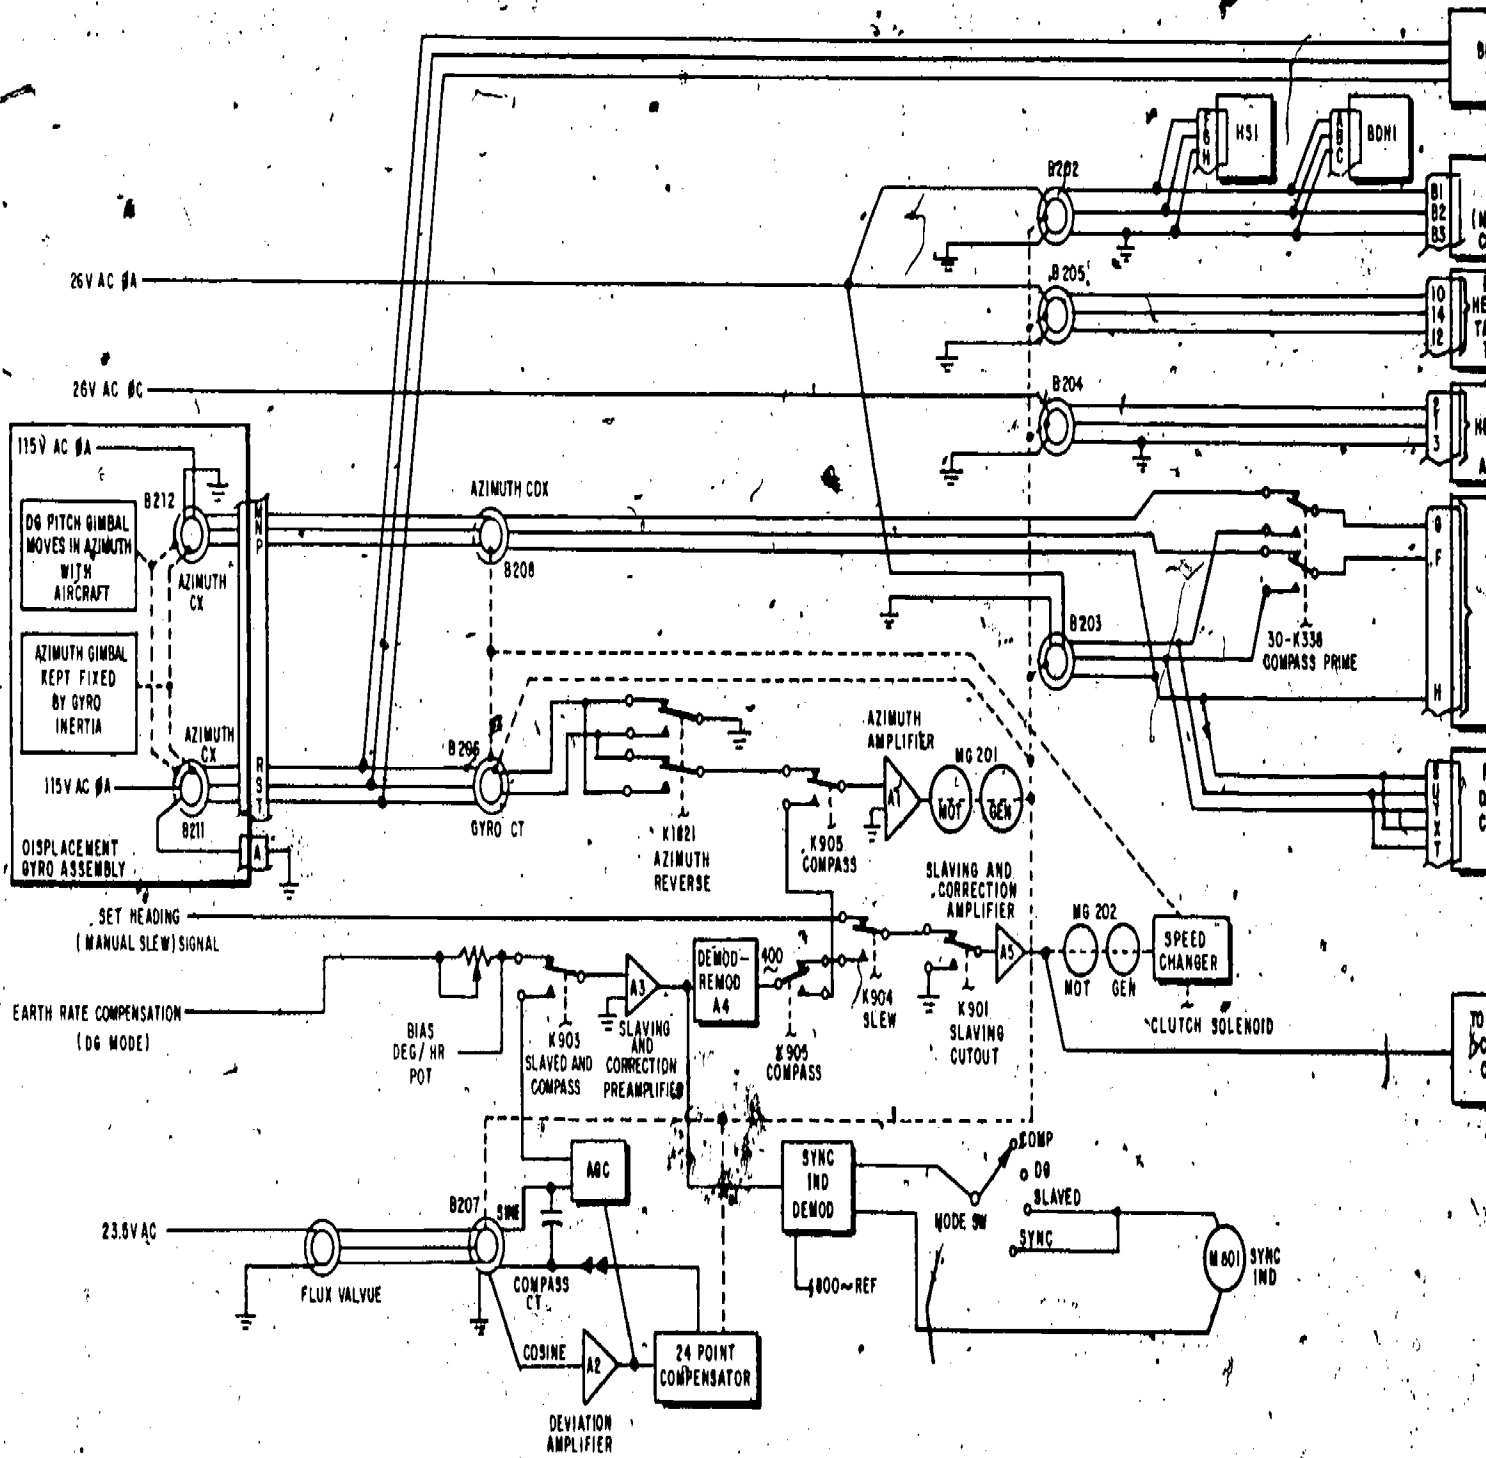 HSI
F
G
H
BDHI
A
B
C
B202
B1
B2
B3
26V AC ØA
B205
10
14
12
26V AC ØC
B204
2
1
3
115V AC ØA
B212
DG PITCH GIMBAL
MOVES IN AZIMUTH
WITH
AIRCRAFT
AZIMUTH
CX
M
N
P
AZIMUTH CDX
B208
G
F
H
30-K338
COMPASS PRIME
B203
AZIMUTH GIMBAL
KEPT FIXED
BY GYRO
INERTIA
AZIMUTH
CX
115V AC ØA
B211
R
S
T
A
DISPLACEMENT
GYRO ASSEMBLY
B206
GYRO CT
K1021
AZIMUTH
REVERSE
K905
COMPASS
AZIMUTH
AMPLIFIER
A1
MG 201
MOT
GEN
U
X
T
SET HEADING
(MANUAL SLEW) SIGNAL
SLAVING AND
CORRECTION
AMPLIFIER
A5
MG 202
MOT
GEN
SPEED
CHANGER
CLUTCH SOLENOID
EARTH RATE COMPENSATION
(DG MODE)
BIAS
DEG/HR
POT
K903
SLAVED AND
COMPASS
A3
SLAVING
AND
CORRECTION
PREAMPLIFIER
DEMOD-
REMOD
A4
400
~
K905
COMPASS
K904
SLEW
K901
SLAVING
CUTOUT
TO
AGC
23.5V AC
FLUX VALVUE
B207
SINE
COMPASS
CT
COSINE
A2
DEVIATION
AMPLIFIER
24 POINT
COMPENSATOR
SYNC
IND
DEMOD
800~REF
MODE SW
COMP
DG
SLAVED
SYNC
M801
SYNC
IND